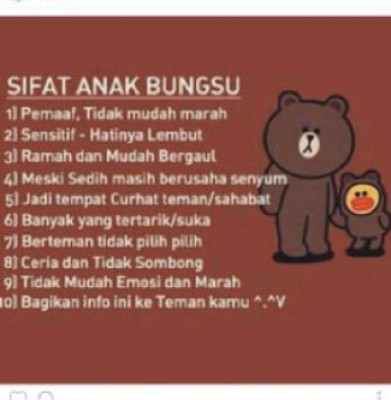 SIFAT ANAK BUNGSU
1) Pemaaf, Tidak mudah marah
2) Sensitif - Hatinya Lembut
3) Ramah dan Mudah Bergaul
4) Meski Sedih masih berusaha senyum
5) Jadi tempat Curhat teman/sahabat
6) Banyak yang tertarik/suka
7) Berteman tidak pilih pilih
8) Ceria dan Tidak Sombong
9) Tidak Mudah Emosi dan Marah
10) Bagikan info ini ke Teman kamu ^.^V